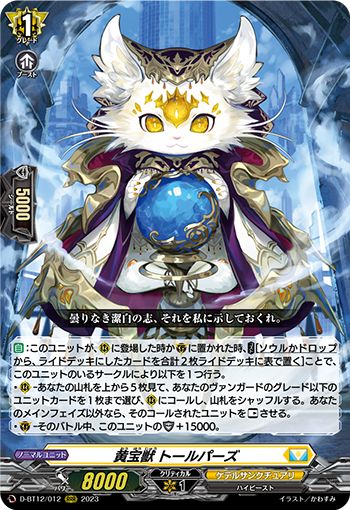 1
グレード
ブースト
5000
シールド
曇りなき潔白の志、それを私に示しておくれ。
自：このユニットが、に登場した時かに置かれた時、[ソウルかドロップ
から、ライドデッキにしたカードを合計2枚ライドデッキに表で置く]ことで、
このユニットのいるサークルにより以下を1つ行う。
・-あなたの山札を上から5枚見て、あなたのヴァンガードのグレード以下の
ユニットカードを1枚まで選び、にコールし、山札をシャッフルする。あなた
のメインフェイズ以外なら、そのコールされたユニットをさせる。
・-そのバトル中、このユニットの+15000。
ノーマルユニット
黄宝獣 トールパーズ
ケテルサンクチュアリ
パワー
8000
クリティカル
1
ハイビースト
D-BT12/012 RRR 2023
イラスト/かわすみ